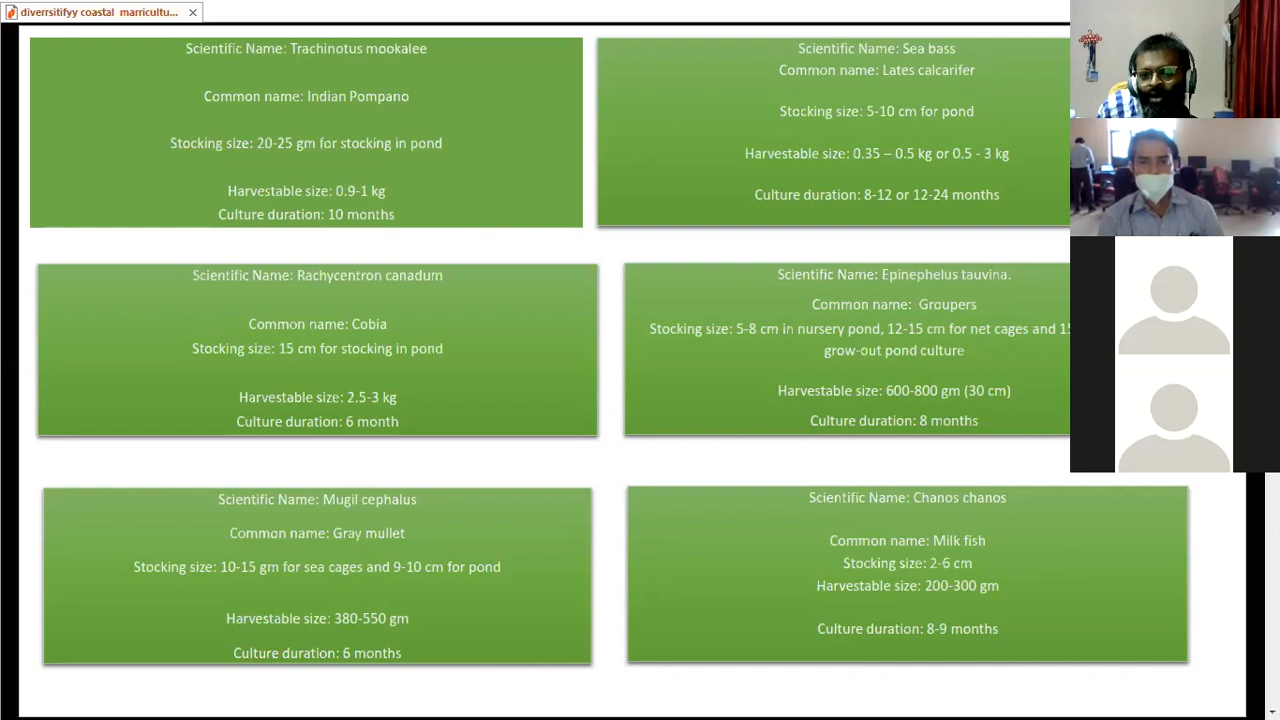 diverrsitifyy coastal marricultu...
Scientific Name: Trachinotus mookalee
Common name: Indian Pompano
Stocking size: 20-25 gm for stocking in pond
Harvestable size: 0.9-1 kg
Culture duration: 10 months
Scientific Name: Sea bass
Common name: Lates calcarifer
Stocking size: 5-10 cm for pond
Harvestable size: 0.35 – 0.5 kg or 0.5 - 3 kg
Culture duration: 8-12 or 12-24 months
Scientific Name: Rachycentron canadum
Common name: Cobia
Stocking size: 15 cm for stocking in pond
Harvestable size: 2.5-3 kg
Culture duration: 6 month
Scientific Name: Epinephelus tauvina.
Common name: Groupers
Stocking size: 5-8 cm in nursery pond, 12-15 cm for net cages and
grow-out pond culture
Harvestable size: 600-800 gm (30 cm)
Culture duration: 8 months
Scientific Name: Mugil cephalus
Common name: Gray mullet
Stocking size: 10-15 gm for sea cages and 9-10 cm for pond
Harvestable size: 380-550 gm
Culture duration: 6 months
Scientific Name: Chanos chanos
Common name: Milk fish
Stocking size: 2-6 cm
Harvestable size: 200-300 gm
Culture duration: 8-9 months